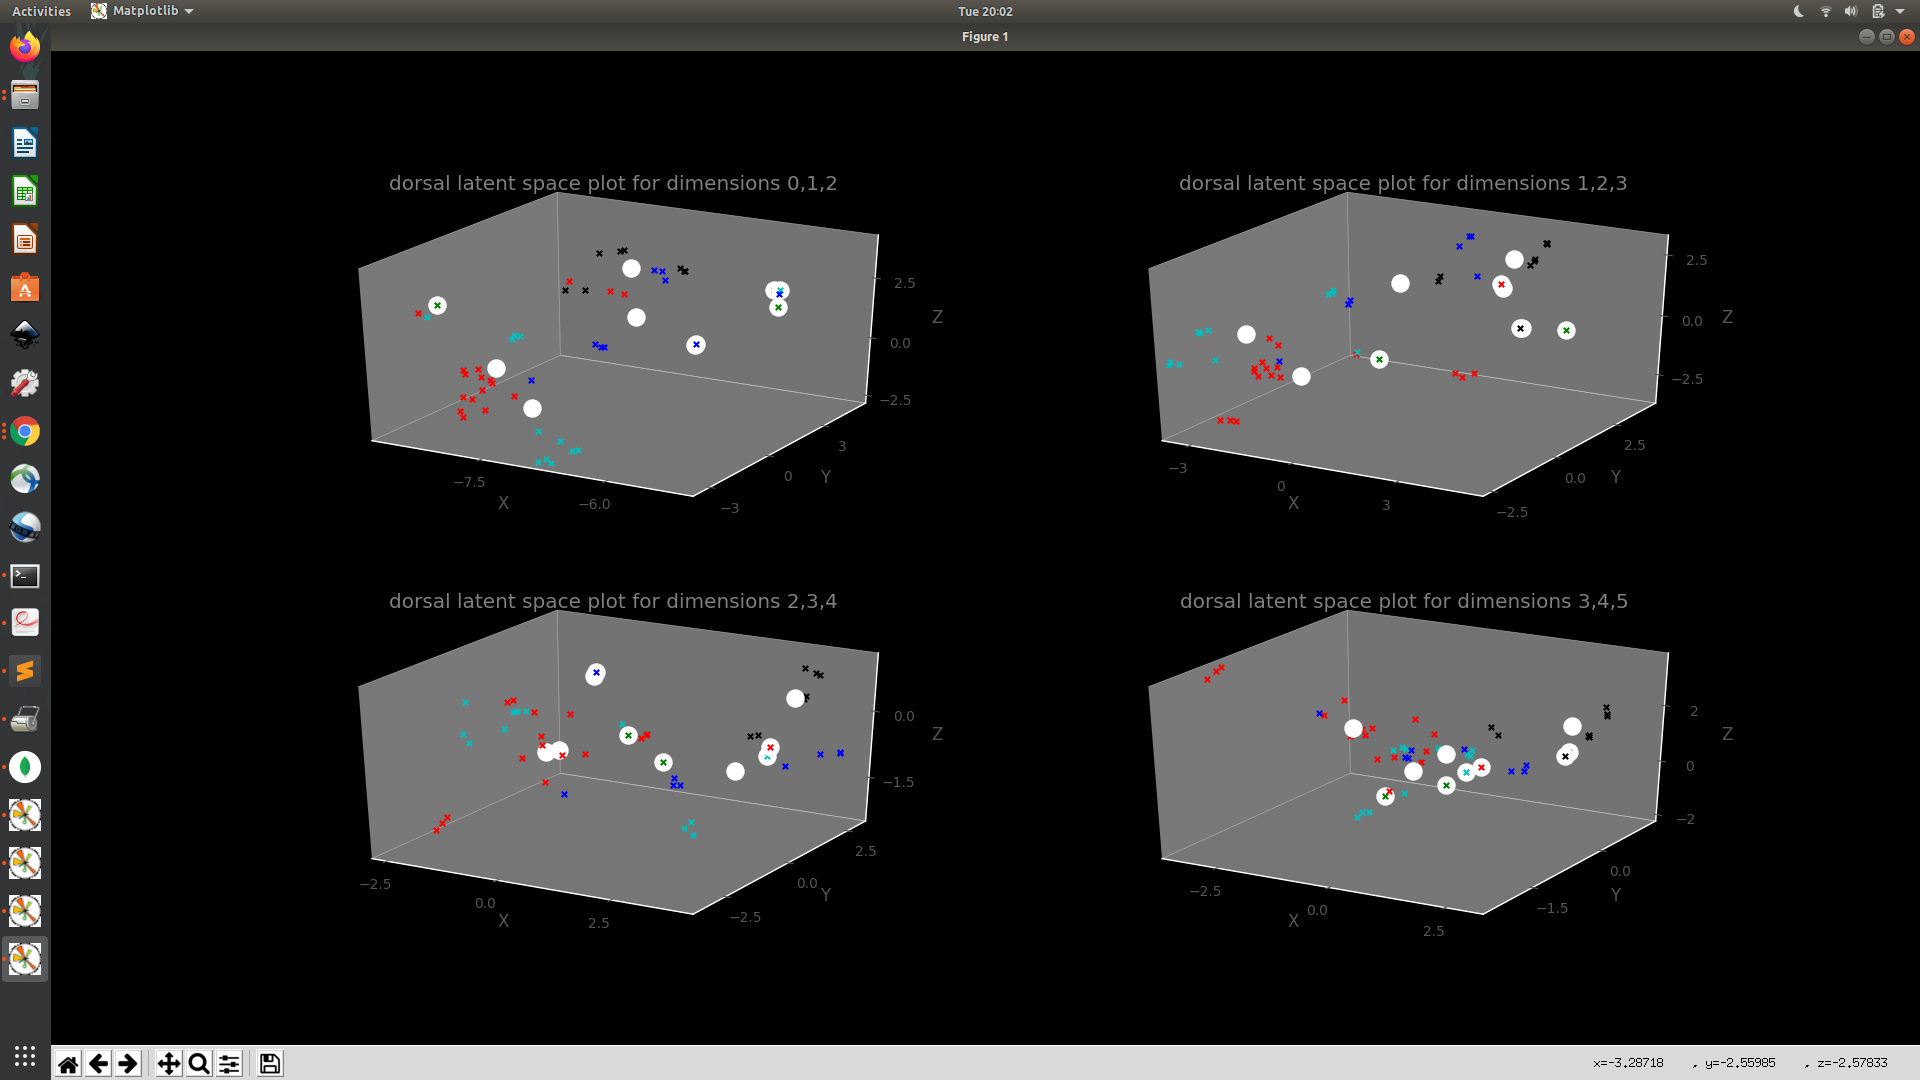 Activities Matplotlib Tue 20:02
Figure 1
dorsal latent space plot for dimensions 0,1,2
2.5
0.0
−2.5
Z
3
0
−3
Y
−7.5
−6.0
X
dorsal latent space plot for dimensions 1,2,3
2.5
0.0
−2.5
Z
2.5
0.0
−2.5
Y
−3
0
3
X
dorsal latent space plot for dimensions 2,3,4
0.0
−1.5
Z
2.5
0.0
−2.5
Y
−2.5
0.0
2.5
X
dorsal latent space plot for dimensions 3,4,5
2
0
−2
Z
0.0
−1.5
Y
−2.5
0.0
2.5
X
x=-3.28718 , y=-2.55985 , z=-2.57833